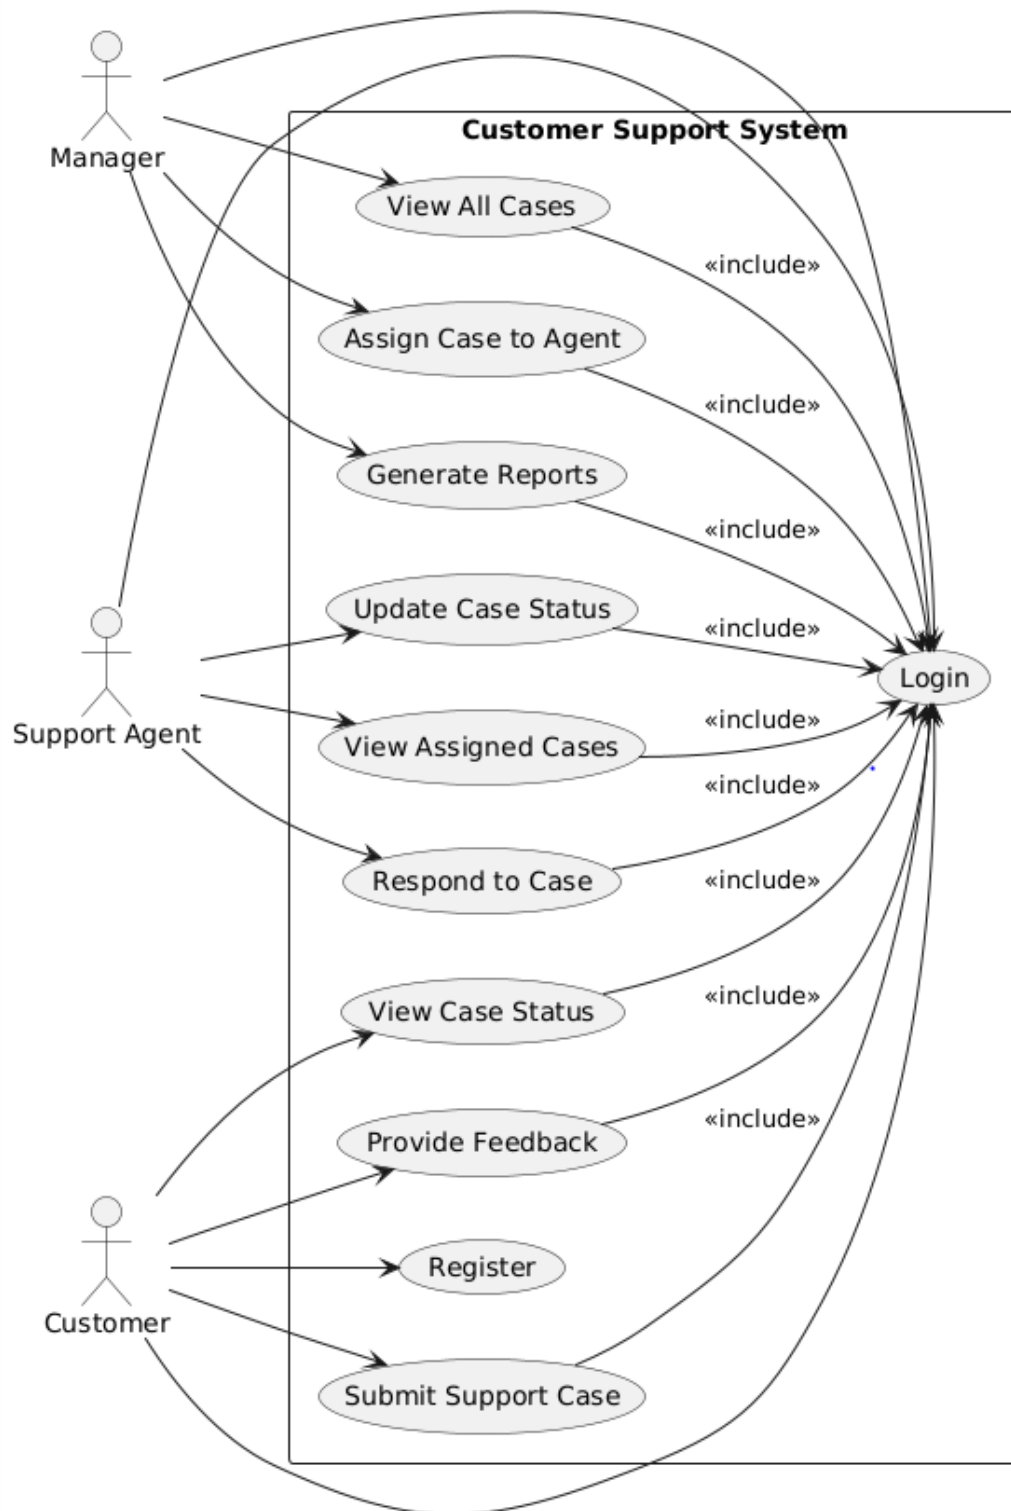 Customer Support System
Manager
View All Cases
«include»
Assign Case to Agent
«include»
Generate Reports
«include»
Update Case Status
«include»
Login
Support Agent
View Assigned Cases
«include»
«include»
Respond to Case
«include»
View Case Status
«include»
Provide Feedback
«include»
Register
Customer
Submit Support Case